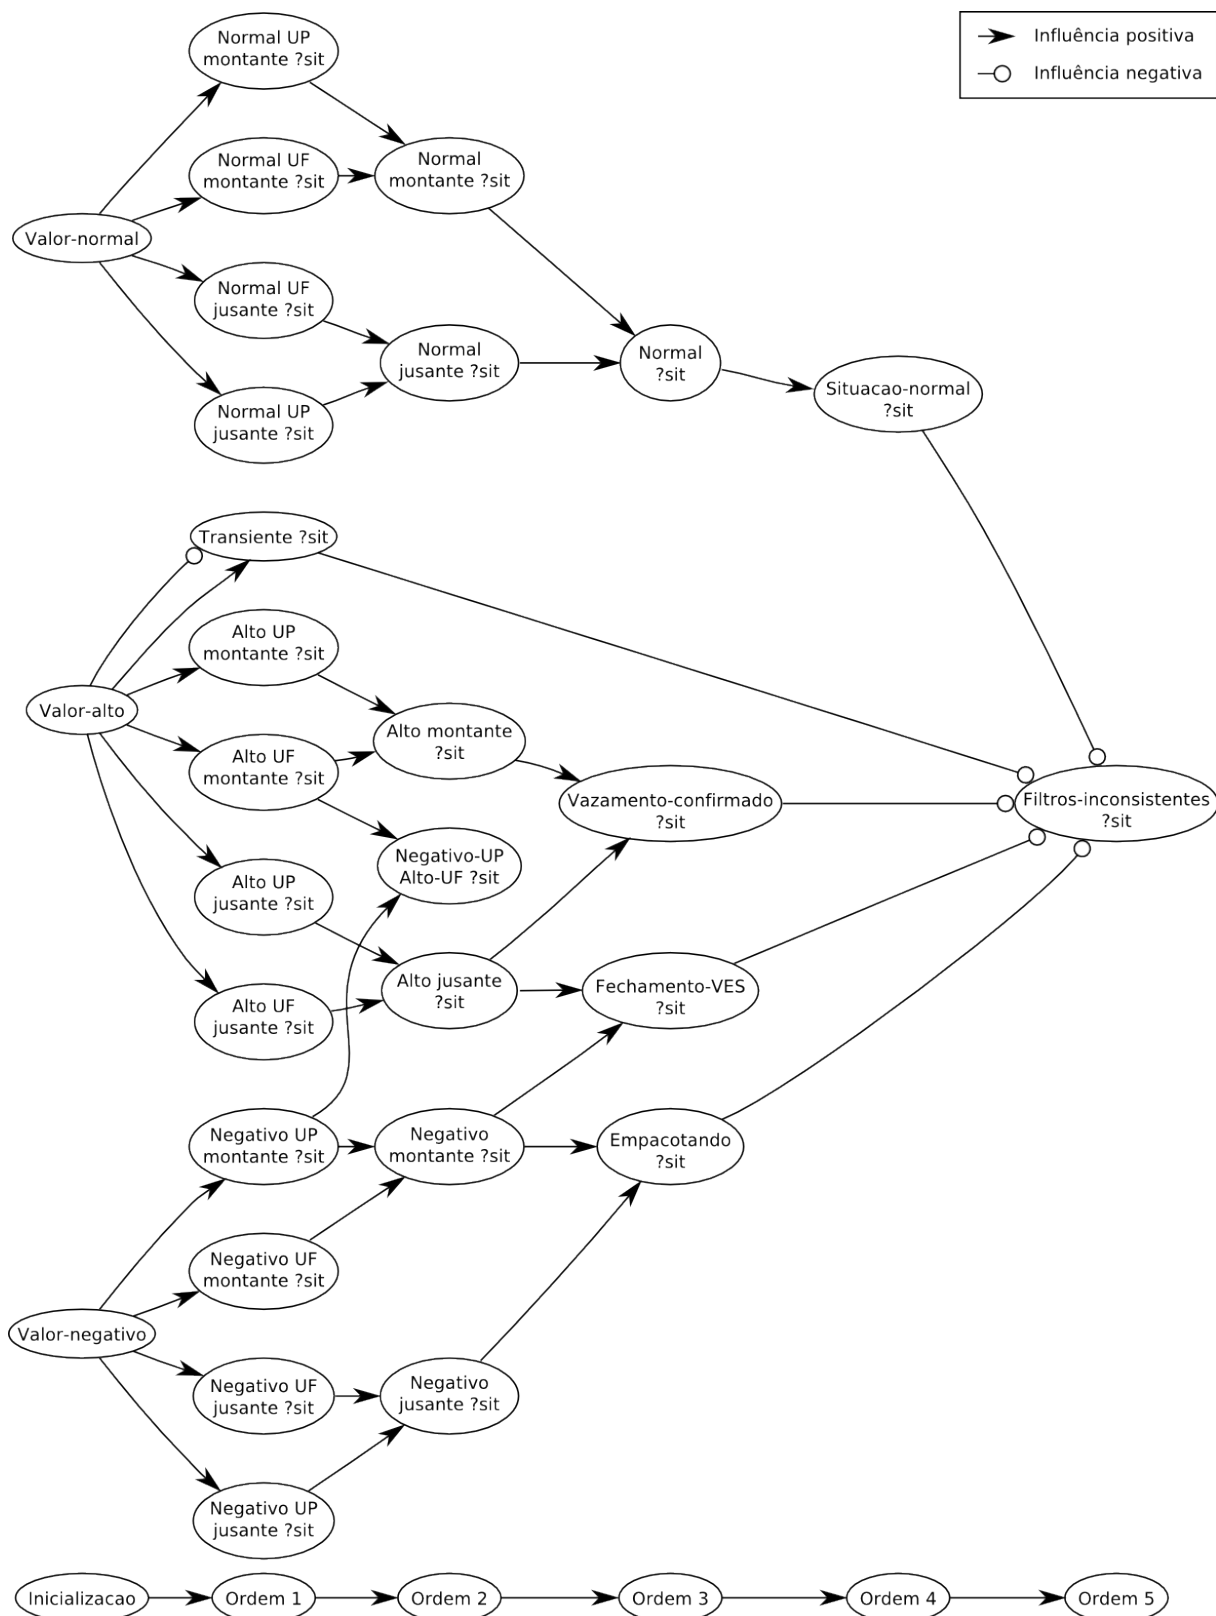 Normal UP
montante ?sit
Influência positiva
Influência negativa
Normal UF
montante ?sit
Normal
montante ?sit
Valor-normal
Normal UF
jusante ?sit
Normal
jusante ?sit
Normal
?sit
Situacao-normal
?sit
Normal UP
jusante ?sit
Transiente ?sit
Alto UP
montante ?sit
Valor-alto
Alto montante
?sit
Alto UF
montante ?sit
Vazamento-confirmado
?sit
Filtros-inconsistentes
?sit
Negativo-UP
Alto-UF ?sit
Alto UP
jusante ?sit
Alto jusante
?sit
Fechamento-VES
?sit
Alto UF
jusante ?sit
Negativo UP
montante ?sit
Negativo
montante ?sit
Empacotando
?sit
Negativo UF
montante ?sit
Valor-negativo
Negativo UF
jusante ?sit
Negativo
jusante ?sit
Negativo UP
jusante ?sit
Inicializacao
Ordem 1
Ordem 2
Ordem 3
Ordem 4
Ordem 5